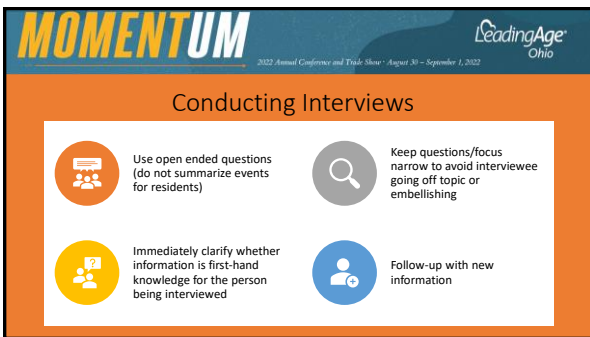 MOMENTUM
2022 Annual Conference and Trade Show · August 30 – September 1, 2022
LeadingAge®
Ohio
Conducting Interviews
Use open ended questions
(do not summarize events
for residents)
Keep questions/focus
narrow to avoid interviewee
going off topic or
embellishing
?
Immediately clarify whether
information is first-hand
knowledge for the person
being interviewed
Follow-up with new
information